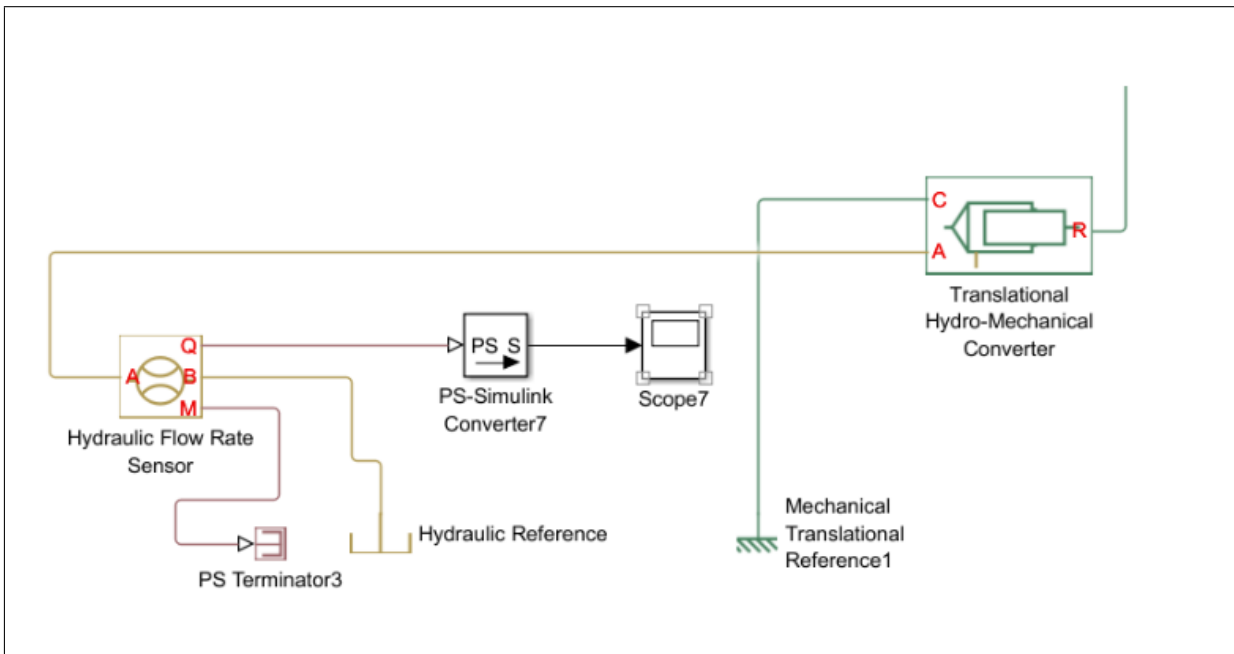 C
R
A
Translational
Hydro-Mechanical
Converter
Q
A
B
M
Hydraulic Flow Rate
Sensor
PS S
PS-Simulink
Converter7
Scope7
Hydraulic Reference
PS Terminator3
Mechanical
Translational
Reference1